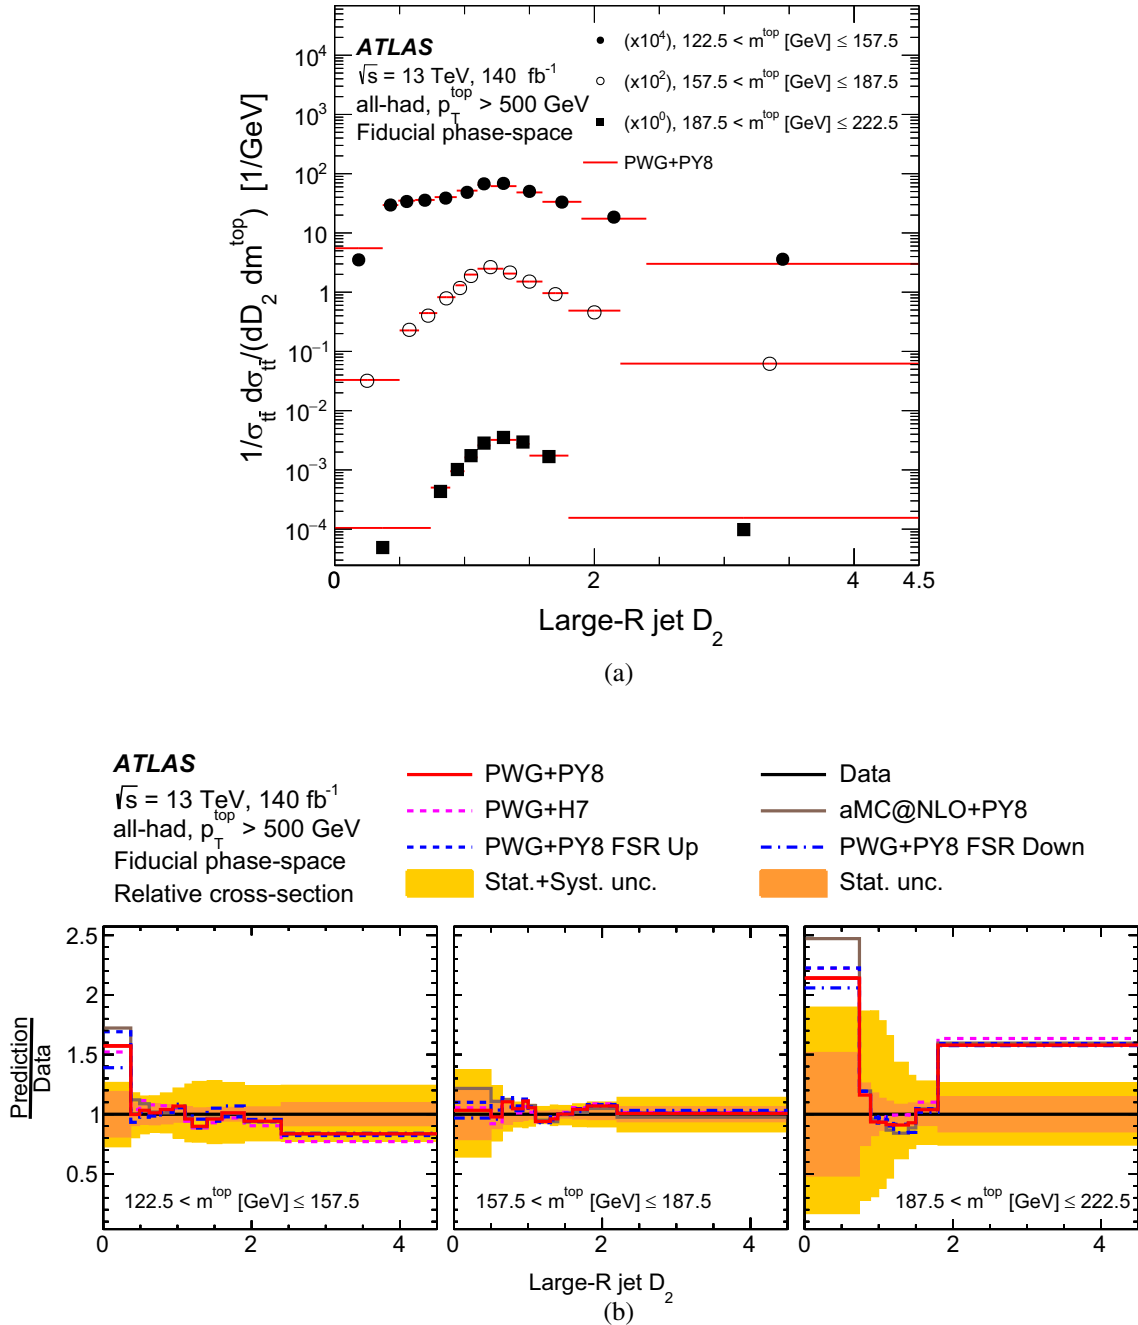 ATLAS
√s = 13 TeV, 140 fb⁻¹
all-had, p_T^top > 500 GeV
Fiducial phase-space
(x10⁴), 122.5 < m^top [GeV] ≤ 157.5
(x10²), 157.5 < m^top [GeV] ≤ 187.5
(x10⁰), 187.5 < m^top [GeV] ≤ 222.5
PWG+PY8
1/σ_tt̄ dσ_tt̄/(dD₂ dm^top) [1/GeV]
10⁴
10³
10²
10
1
10⁻¹
10⁻²
10⁻³
10⁻⁴
0 2 4 4.5
Large-R jet D₂
(a)
ATLAS
√s = 13 TeV, 140 fb⁻¹
all-had, p_T^top > 500 GeV
Fiducial phase-space
Relative cross-section
PWG+PY8
PWG+H7
PWG+PY8 FSR Up
Stat.+Syst. unc.
Data
aMC@NLO+PY8
PWG+PY8 FSR Down
Stat. unc.
Prediction
Data
2.5
2
1.5
1
0.5
122.5 < m^top [GeV] ≤ 157.5
157.5 < m^top [GeV] ≤ 187.5
187.5 < m^top [GeV] ≤ 222.5
0 2 4 0 2 4 0 2 4
Large-R jet D₂
(b)